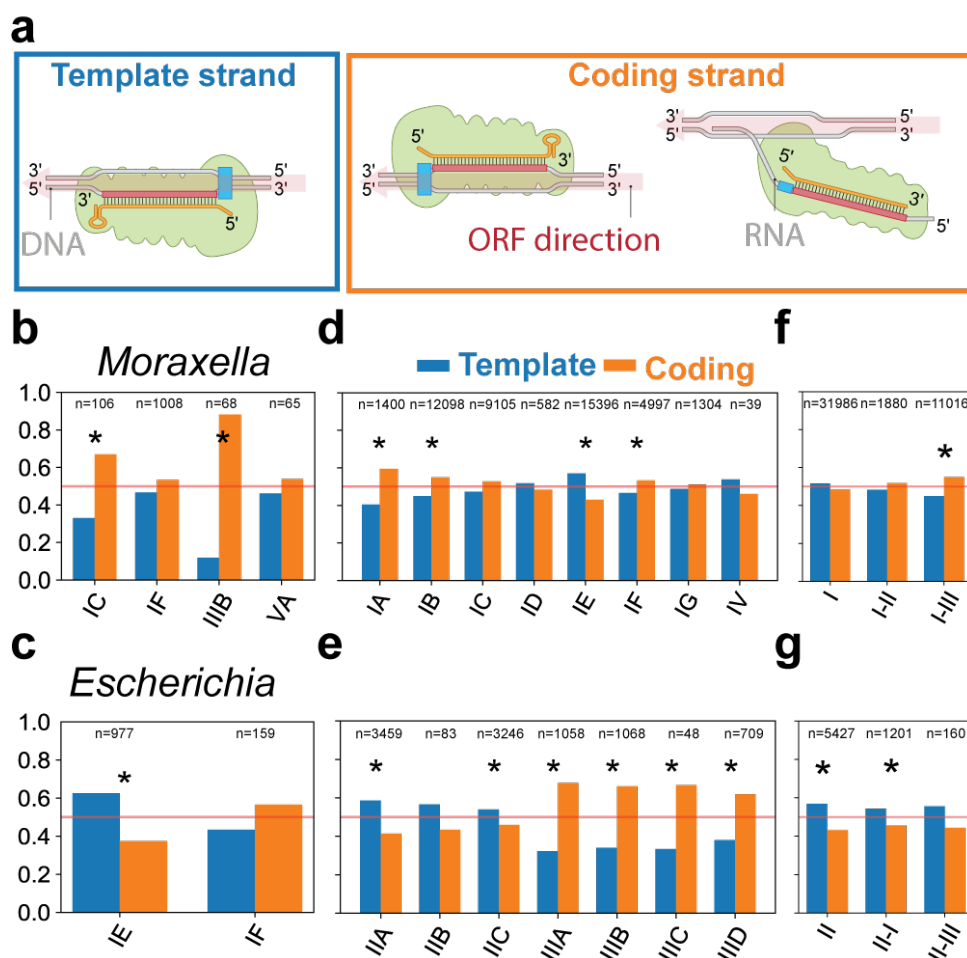 a
Template strand
Coding strand
3' 5'
5' 3'
3' 5'
DNA
5' 3'
3' 5'
5' 3'
ORF direction
3' 5'
5' 3'
5' 3'
RNA
5'
b
Moraxella
1.0
0.8
0.6
0.4
0.2
0.0
n=106 n=1008 n=68 n=65
* *
IC IF IIIB VA
d
Template Coding
n=1400 n=12098 n=9105 n=582 n=15396 n=4997 n=1304 n=39
* * * *
IA IB IC ID IE IF IG IV
f
n=31986 n=1880 n=11016
*
I I-II I-III
c
Escherichia
1.0
0.8
0.6
0.4
0.2
0.0
n=977 n=159
*
IE IF
e
n=3459 n=83 n=3246 n=1058 n=1068 n=48 n=709
* * * * * *
IIA IIB IIC IIIA IIIB IIIC IIID
g
n=5427 n=1201 n=160
* *
II II-I II-III